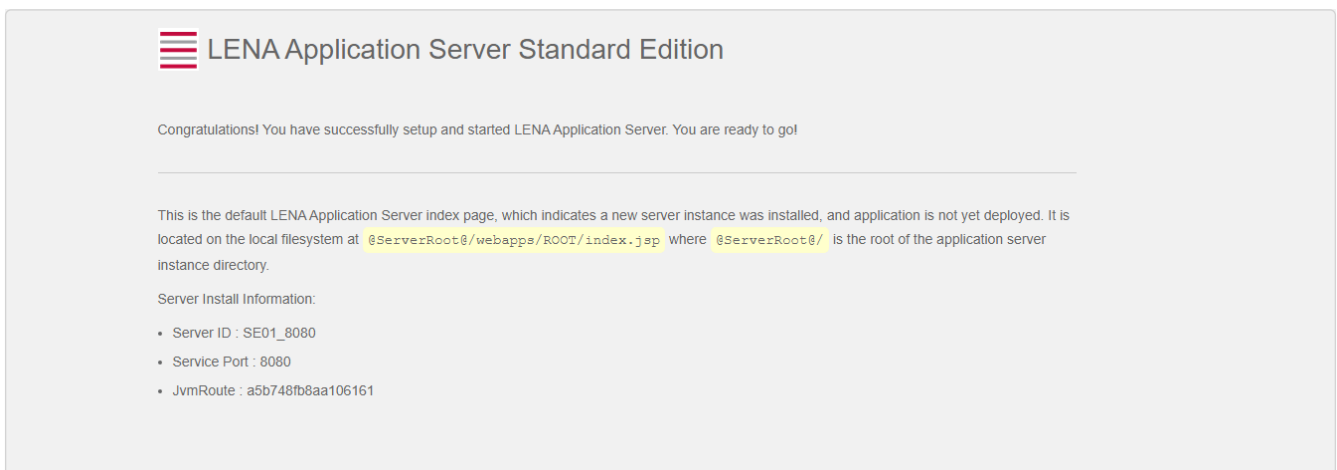 LENA Application Server Standard Edition
Congratulations! You have successfully setup and started LENA Application Server. You are ready to go!
This is the default LENA Application Server index page, which indicates a new server instance was installed, and application is not yet deployed. It is
located on the local filesystem at @ServerRoot@/webapps/ROOT/index.jsp where @ServerRoot@/ is the root of the application server
instance directory.
Server Install Information:
• Server ID : SE01_8080
• Service Port : 8080
• JvmRoute : a5b748fb8aa106161